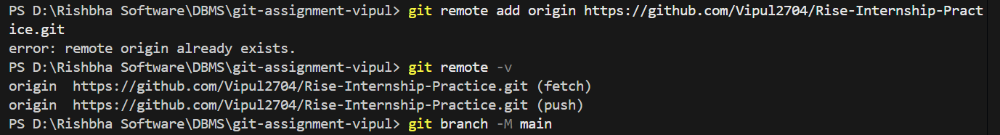 PS D:\Rishbha Software\DBMS\git-assignment-vipul> git remote add origin https://github.com/Vipul2704/Rise-Internship-Pract
ice.git
error: remote origin already exists.
PS D:\Rishbha Software\DBMS\git-assignment-vipul> git remote -v
origin  https://github.com/Vipul2704/Rise-Internship-Practice.git (fetch)
origin  https://github.com/Vipul2704/Rise-Internship-Practice.git (push)
PS D:\Rishbha Software\DBMS\git-assignment-vipul> git branch -M main